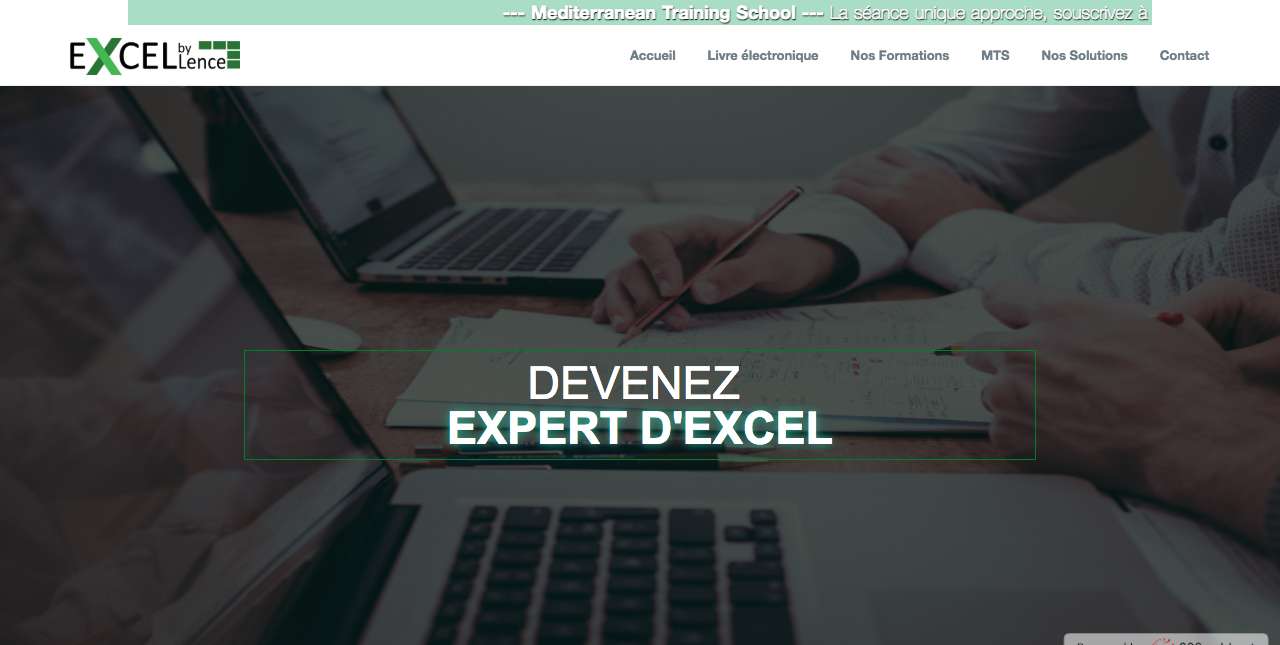 --- Mediterranean Training School --- La séance unique approche, souscrivez à
EXCEL by Lence
Accueil Livre électronique Nos Formations MTS Nos Solutions Contact
DEVENEZ
EXPERT D'EXCEL